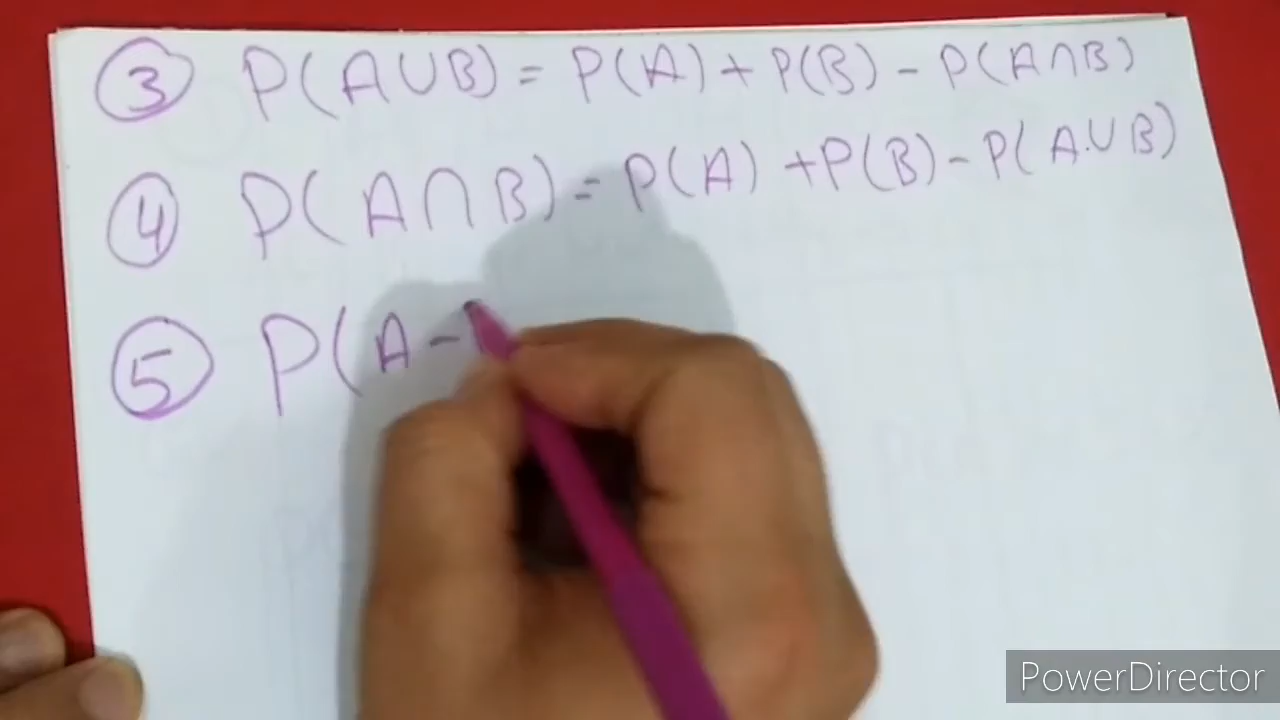 ③ P(A∪B) = P(A) + P(B) - P(A∩B)
④ P(A∩B) = P(A) + P(B) - P(A∪B)
⑤ P(A -
PowerDirector